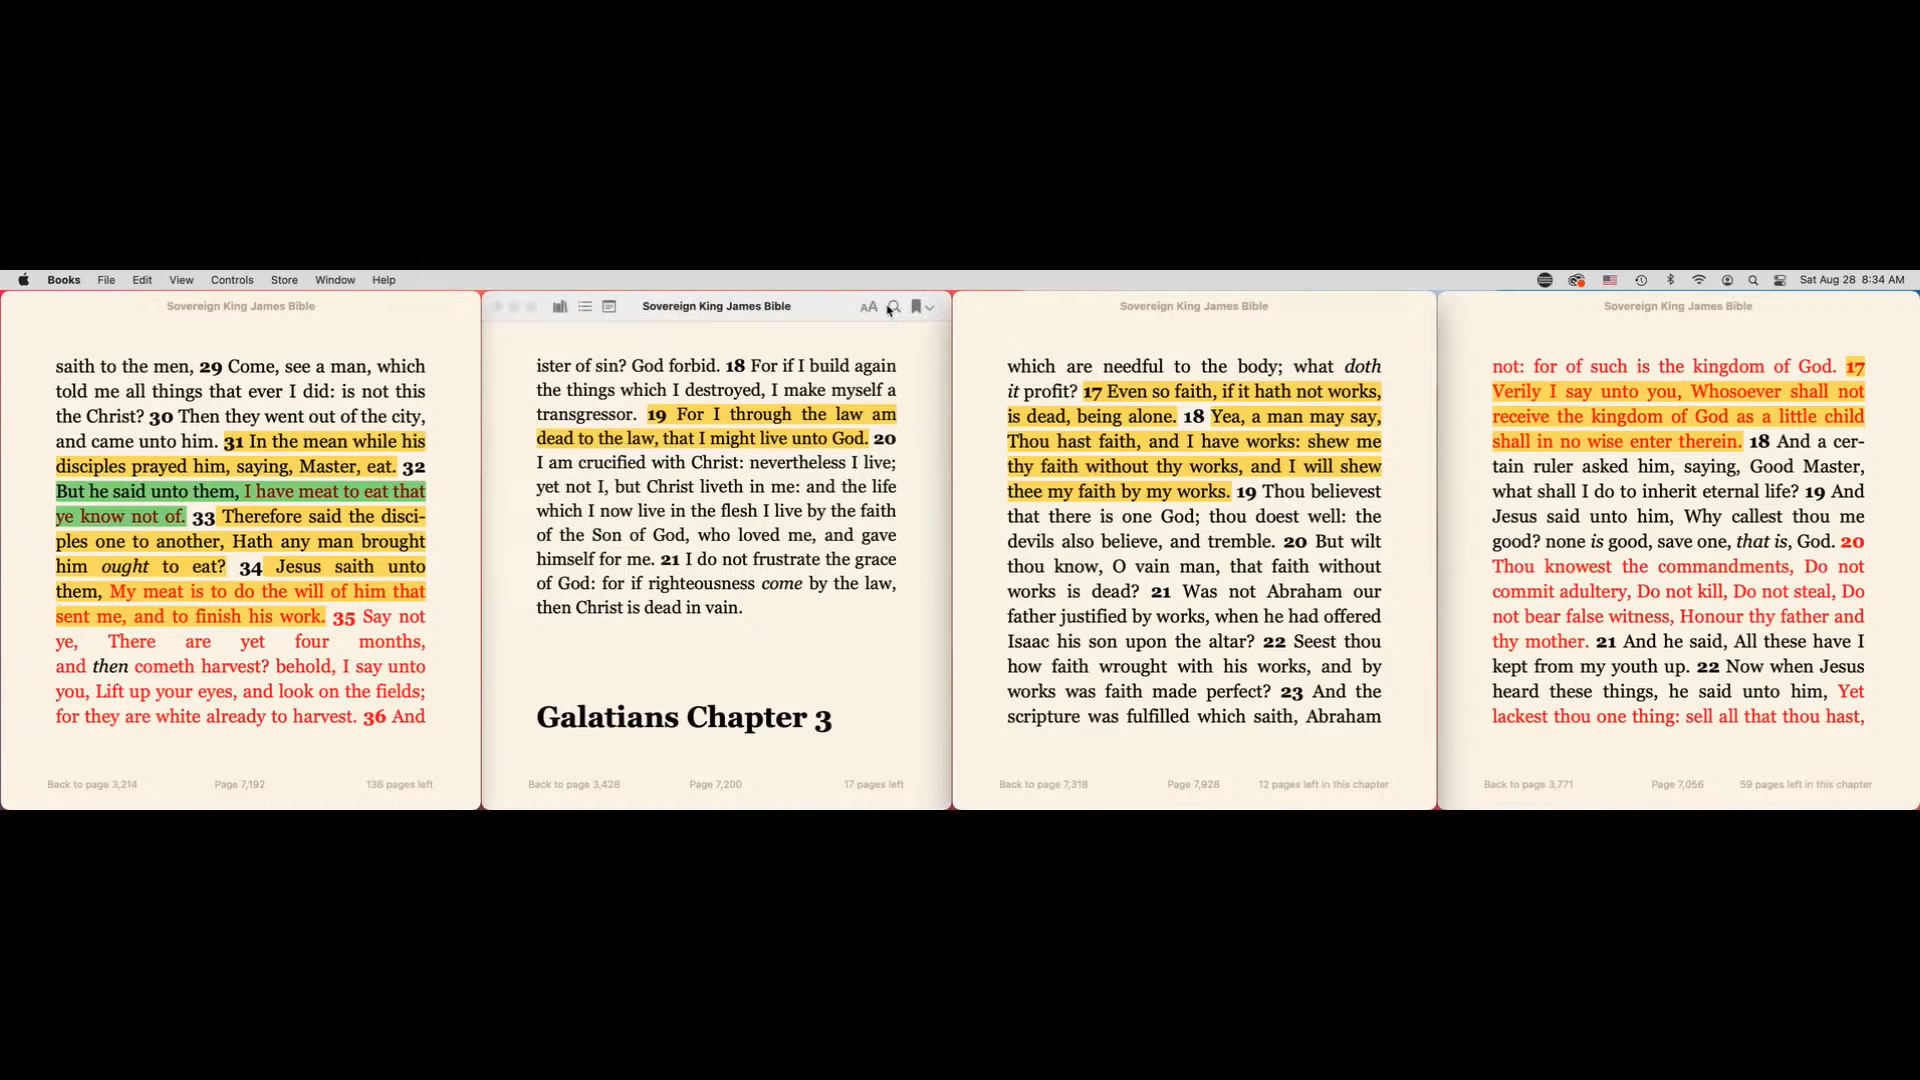 Books File Edit View Controls Store Window Help
Sat Aug 28 8:34 AM
Sovereign King James Bible
saith to the men, 29 Come, see a man, which
told me all things that ever I did: is not this
the Christ? 30 Then they went out of the city,
and came unto him. 31 In the mean while his
disciples prayed him, saying, Master, eat. 32
But he said unto them, I have meat to eat that
ye know not of. 33 Therefore said the disci-
ples one to another, Hath any man brought
him ought to eat? 34 Jesus saith unto
them, My meat is to do the will of him that
sent me, and to finish his work. 35 Say not
ye, There are yet four months,
and then cometh harvest? behold, I say unto
you, Lift up your eyes, and look on the fields;
for they are white already to harvest. 36 And
Back to page 3,214 Page 7,192 136 pages left
Sovereign King James Bible AA
ister of sin? God forbid. 18 For if I build again
the things which I destroyed, I make myself a
transgressor. 19 For I through the law am
dead to the law, that I might live unto God. 20
I am crucified with Christ: nevertheless I live;
yet not I, but Christ liveth in me: and the life
which I now live in the flesh I live by the faith
of the Son of God, who loved me, and gave
himself for me. 21 I do not frustrate the grace
of God: for if righteousness come by the law,
then Christ is dead in vain.
Galatians Chapter 3
Back to page 3,428 Page 7,200 17 pages left
Sovereign King James Bible
which are needful to the body; what doth
it profit? 17 Even so faith, if it hath not works,
is dead, being alone. 18 Yea, a man may say,
Thou hast faith, and I have works: shew me
thy faith without thy works, and I will shew
thee my faith by my works. 19 Thou believest
that there is one God; thou doest well: the
devils also believe, and tremble. 20 But wilt
thou know, O vain man, that faith without
works is dead? 21 Was not Abraham our
father justified by works, when he had offered
Isaac his son upon the altar? 22 Seest thou
how faith wrought with his works, and by
works was faith made perfect? 23 And the
scripture was fulfilled which saith, Abraham
Back to page 7,318 Page 7,928 12 pages left in this chapter
Sovereign King James Bible
not: for of such is the kingdom of God. 17
Verily I say unto you, Whosoever shall not
receive the kingdom of God as a little child
shall in no wise enter therein. 18 And a cer-
tain ruler asked him, saying, Good Master,
what shall I do to inherit eternal life? 19 And
Jesus said unto him, Why callest thou me
good? none is good, save one, that is, God. 20
Thou knowest the commandments, Do not
commit adultery, Do not kill, Do not steal, Do
not bear false witness, Honour thy father and
thy mother. 21 And he said, All these have I
kept from my youth up. 22 Now when Jesus
heard these things, he said unto him, Yet
lackest thou one thing: sell all that thou hast,
Back to page 3,771 Page 7,056 59 pages left in this chapter